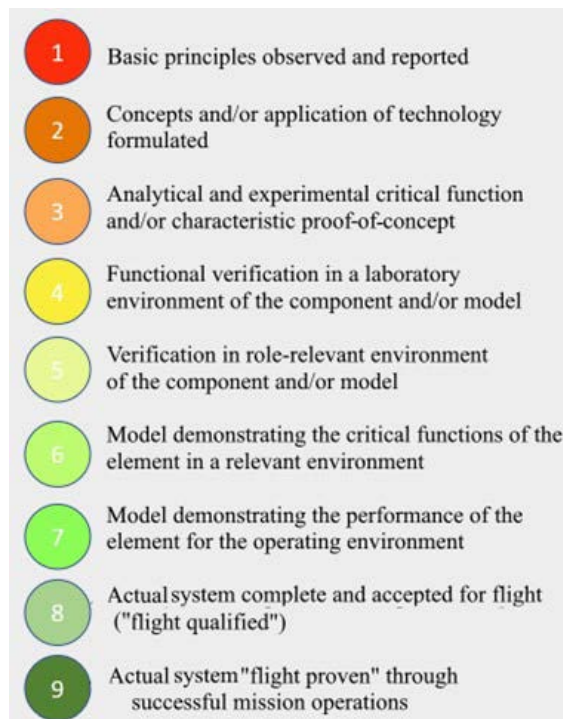 1 Basic principles observed and reported
2 Concepts and/or application of technology
formulated
3 Analytical and experimental critical function
and/or characteristic proof-of-concept
4 Functional verification in a laboratory
environment of the component and/or model
5 Verification in role-relevant environment
of the component and/or model
6 Model demonstrating the critical functions of the
element in a relevant environment
7 Model demonstrating the performance of the
element for the operating environment
8 Actual system complete and accepted for flight
("flight qualified")
9 Actual system "flight proven" through
successful mission operations